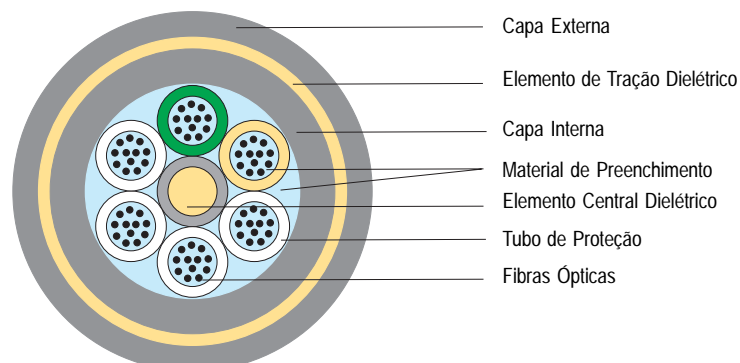 Capa Externa
Elemento de Tração Dielétrico
Capa Interna
Material de Preenchimento
Elemento Central Dielétrico
Tubo de Proteção
Fibras Ópticas